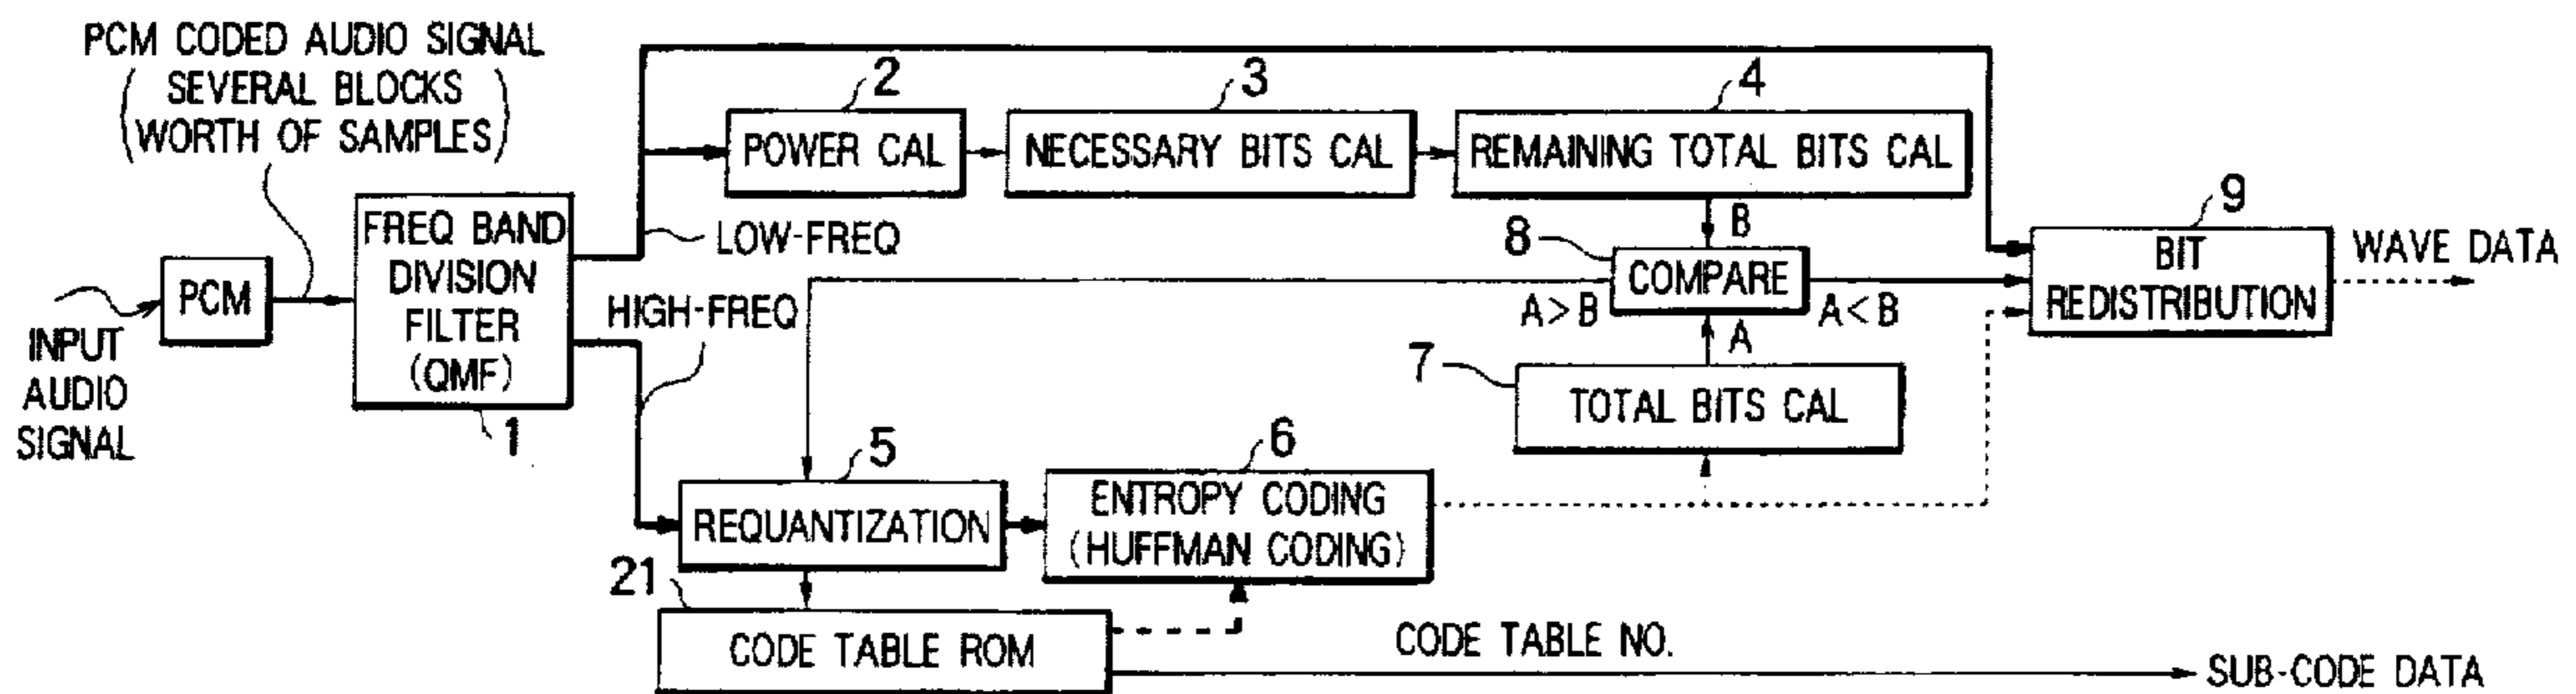 PCM CODED AUDIO SIGNAL
(SEVERAL BLOCKS
WORTH OF SAMPLES)
INPUT
AUDIO
SIGNAL
PCM
FREQ BAND
DIVISION
FILTER
(QMF)
1
LOW-FREQ
HIGH-FREQ
2
POWER CAL
3
NECESSARY BITS CAL
4
REMAINING TOTAL BITS CAL
B
8
COMPARE
A>B
A<B
A
7
TOTAL BITS CAL
9
BIT
REDISTRIBUTION
WAVE DATA
5
REQUANTIZATION
6
ENTROPY CODING
(HUFFMAN CODING)
21
CODE TABLE ROM
CODE TABLE NO.
SUB-CODE DATA